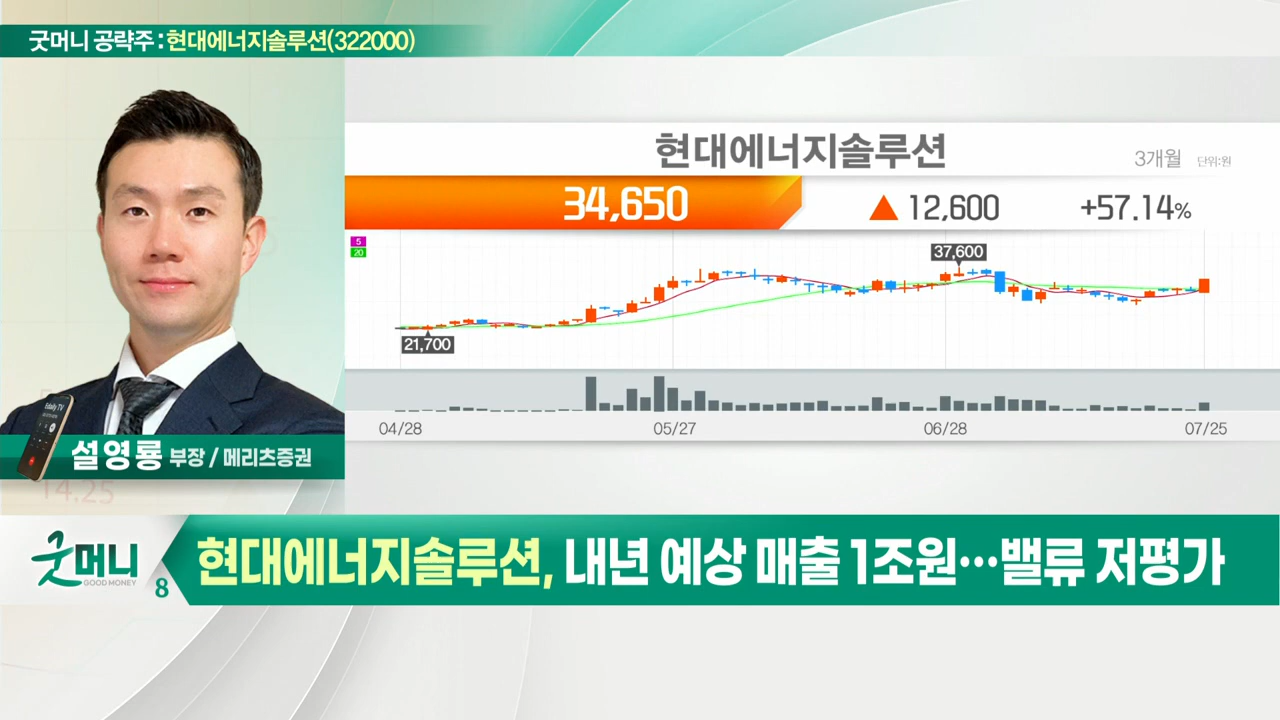 굿머니 공략주 : 현대에너지솔루션(322000)
현대에너지솔루션
3개월 단위:원
34,650 ▲ 12,600 +57.14%
5
20
37,600
21,700
04/28 05/27 06/28 07/25
Edaily TV
설영룡 부장 / 메리츠증권
14.25
굿머니
GOOD MONEY
8
현대에너지솔루션, 내년 예상 매출 1조원…밸류 저평가